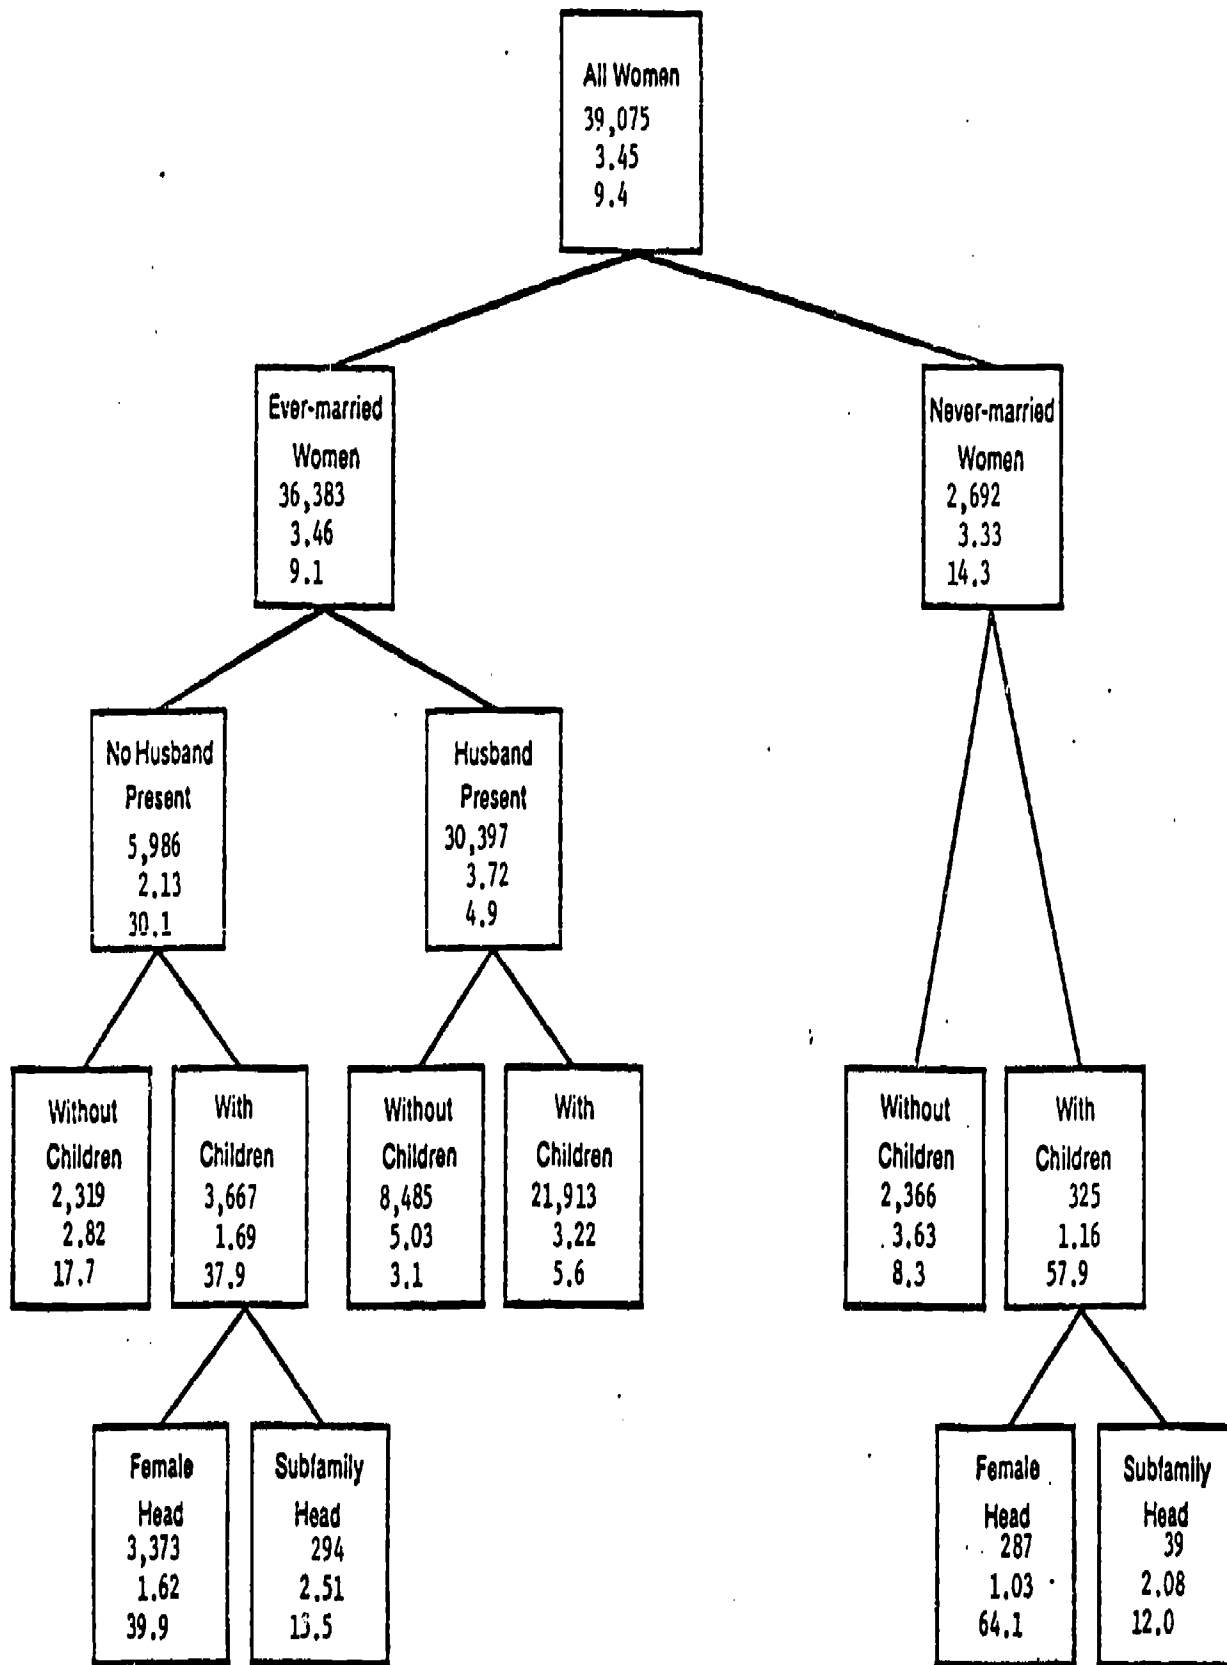 All Women
39,075
3.45
9.4
Ever-married
Women
36,383
3.46
9.1
Never-married
Women
2,692
3.33
14.3
No Husband
Present
5,986
2.13
30.1
Husband
Present
30,397
3.72
4.9
Without
Children
2,319
2.82
17.7
With
Children
3,667
1.69
37.9
Without
Children
8,485
5.03
3.1
With
Children
21,913
3.22
5.6
Without
Children
2,366
3.63
8.3
With
Children
325
1.16
57.9
Female
Head
3,373
1.62
39.9
Subfamily
Head
294
2.51
13.5
Female
Head
287
1.03
64.1
Subfamily
Head
39
2.08
12.0